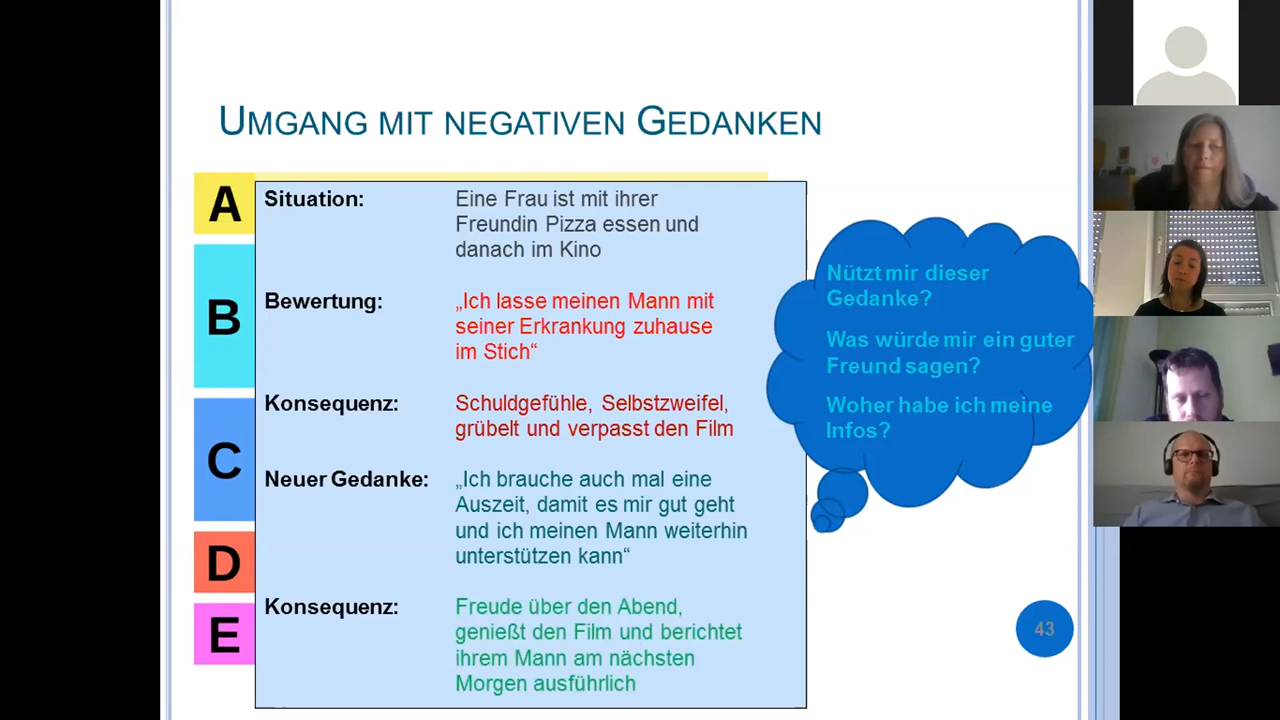 UMGANG MIT NEGATIVEN GEDANKEN
A
Situation:
Eine Frau ist mit ihrer
Freundin Pizza essen und
danach im Kino
B
Bewertung:
„Ich lasse meinen Mann mit
seiner Erkrankung zuhause
im Stich“
C
Konsequenz:
Schuldgefühle, Selbstzweifel,
grübelt und verpasst den Film
Neuer Gedanke:
„Ich brauche auch mal eine
Auszeit, damit es mir gut geht
und ich meinen Mann weiterhin
unterstützen kann“
D
E
Konsequenz:
Freude über den Abend,
genießt den Film und berichtet
ihrem Mann am nächsten
Morgen ausführlich
Nützt mir dieser
Gedanke?
Was würde mir ein guter
Freund sagen?
Woher habe ich meine
Infos?
43